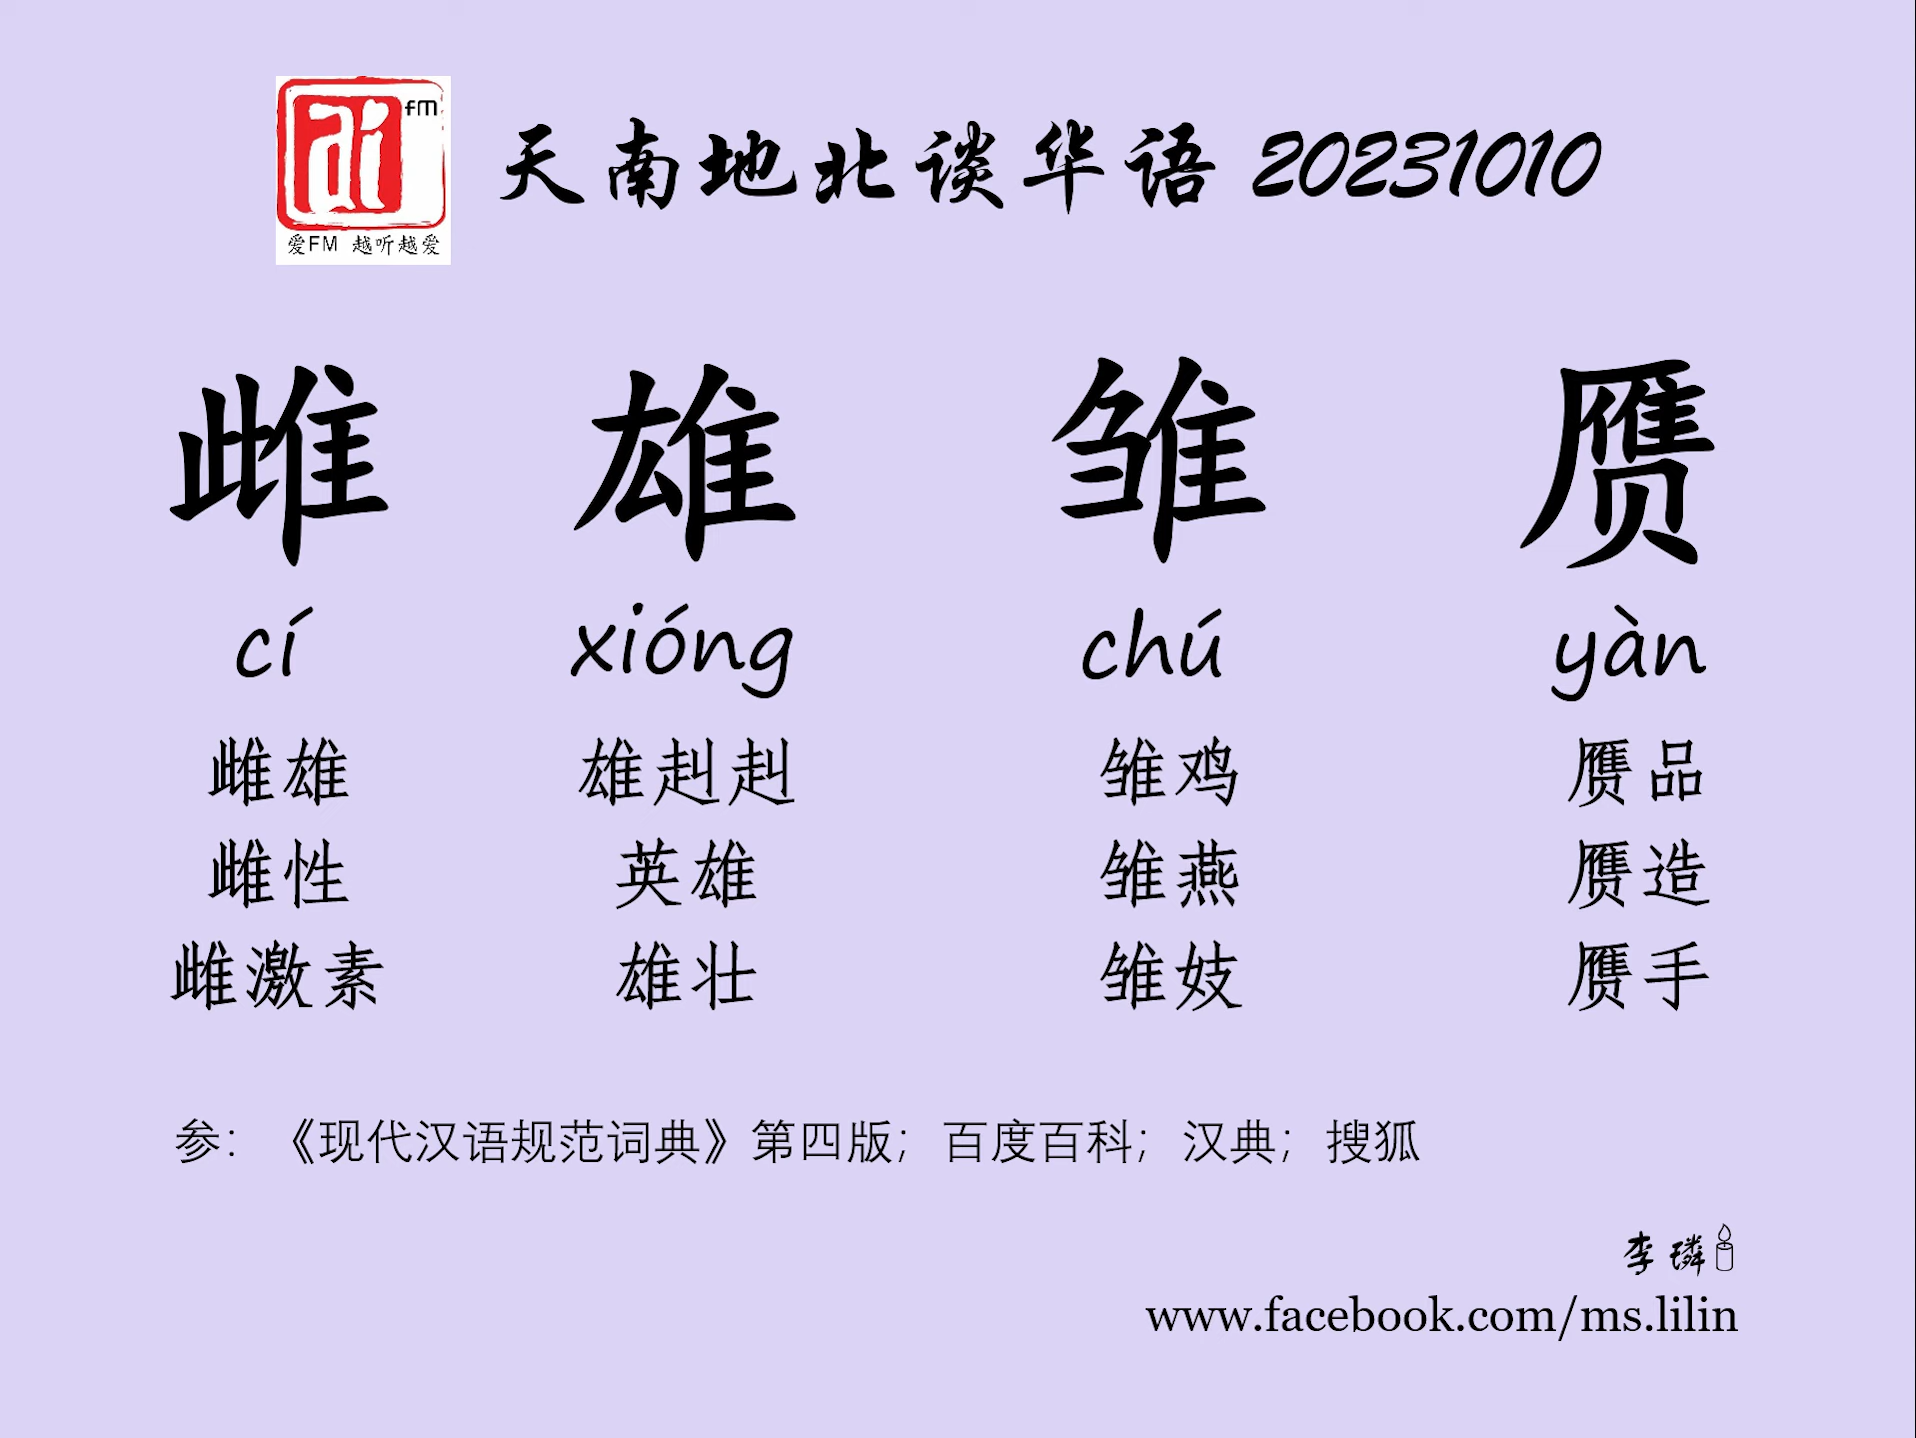 ai fm
爱FM 越听越爱
天南地北谈华语 20231010
雌 雄 雏 赝
cí xióng chú yàn
雌雄 雄赳赳 雏鸡 赝品
雌性 英雄 雏燕 赝造
雌激素 雄壮 雏妓 赝手
参：《现代汉语规范词典》第四版；百度百科；汉典；搜狐
李璘
www.facebook.com/ms.lilin